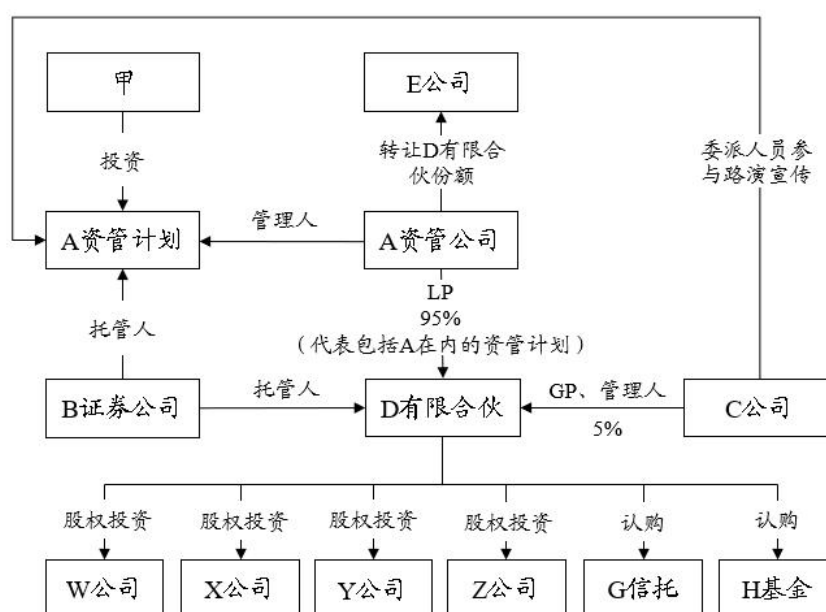 甲
E公司
投资
转让D有限合
伙份额
委派人员参
与路演宣传
A资管计划
管理人
A资管公司
LP
95%
（代表包括A在内的资管计划）
托管人
B证券公司
托管人
D有限合伙
GP、管理人
5%
C公司
股权投资
股权投资
股权投资
股权投资
认购
认购
W公司
X公司
Y公司
Z公司
G信托
H基金